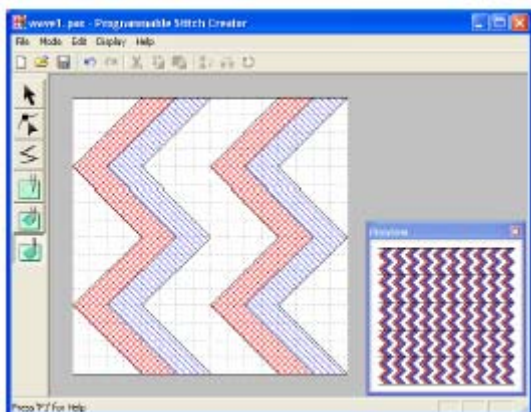 wave1.pas - Programmable Stitch Creator
File Mode Edit Display Help
Preview
Press "F1" for Help